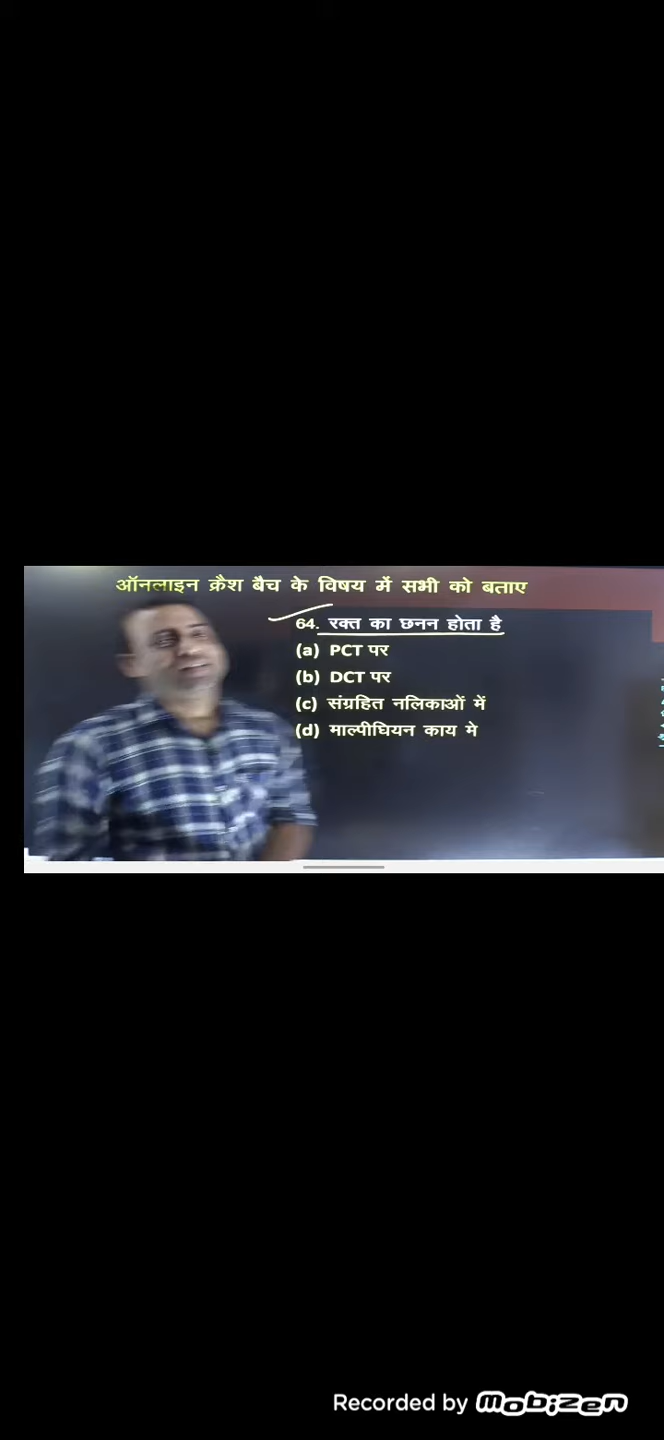 ऑनलाइन क्रैश बैच के विषय में सभी को बताए
64. रक्त का छनन होता है
(a) PCT पर
(b) DCT पर
(c) संग्रहित नलिकाओं में
(d) माल्पीघियन काय मे
Recorded by Mobizen